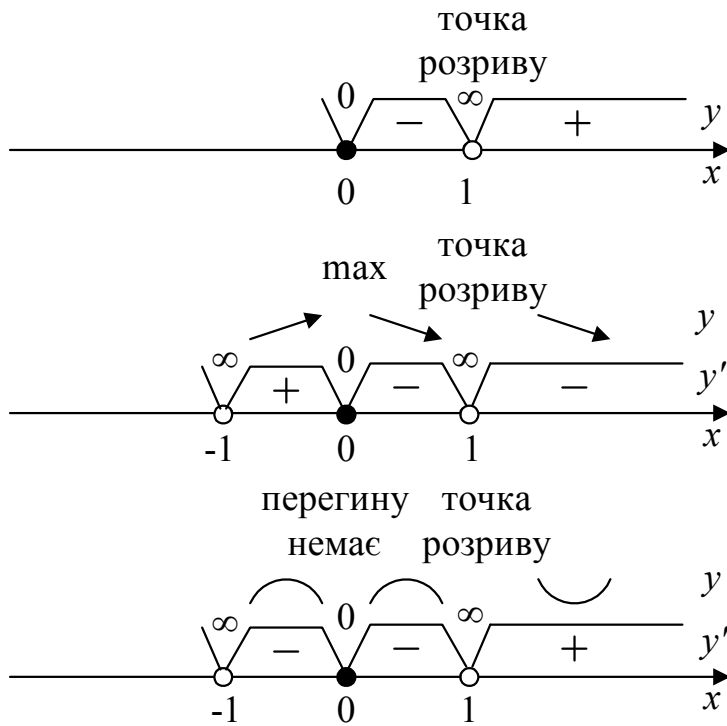 точка
розриву
0 ∞
− + y
0 1 x
точка
max розриву
y
∞ 0 ∞
+ − − y'
-1 0 1 x
перегину точка
немає розриву
y
∞ 0 ∞
− − + y'
-1 0 1 x